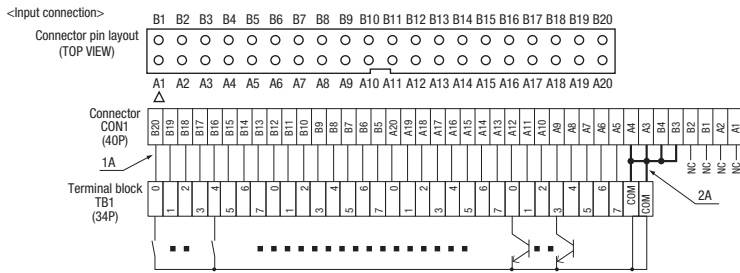 <Input connection>
B1 B2 B3 B4 B5 B6 B7 B8 B9 B10 B11 B12 B13 B14 B15 B16 B17 B18 B19 B20
Connector pin layout
(TOP VIEW)
A1 A2 A3 A4 A5 A6 A7 A8 A9 A10 A11 A12 A13 A14 A15 A16 A17 A18 A19 A20
Connector
CON1
(40P)
B20 B19 B18 B17 B16 B15 B14 B13 B12 B11 B10 B9 B8 B7 B6 B5 A20 A19 A18 A17 A16 A15 A14 A13 A12 A11 A10 A9 A8 A7 A6 A5 A4 A3 B4 B3 B2 B1 A2 A1
1A
NC NC NC NC
2A
Terminal block
TB1
(34P)
0 1 2 3 4 5 6 7 0 1 2 3 4 5 6 7 0 1 2 3 4 5 6 7 0 1 2 3 4 5 6 7 COM COM